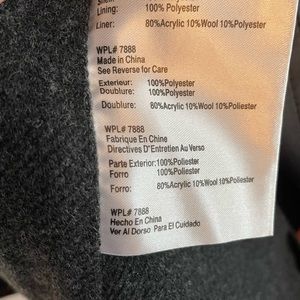 Lining: 100% Polyester
Liner: 80%Acrylic 10%Wool 10%Polyester
WPL# 7888
Made in China
See Reverse for Care
Exterieur: 100%Polyester
Doublure: 100%Polyester
Doublure: 80%Acrylic 10%Wool 10%Poliester
WPL# 7888
Fabrique En Chine
Directives D"Entretien Au Verso
Parte Exterior:100%Poliester
Forro 100%Poliester
Forro: 80%Acrylic 10%Wool 10%Poliester
WPL# 7888
Hecho En China
Ver Al Dorso Para El Cuidado